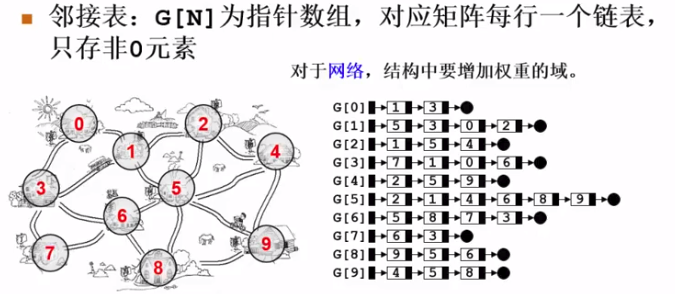 ■ 邻接表：G[N]为指针数组，对应矩阵每行一个链表，
只存非0元素
对于网络，结构中要增加权重的域。
0
2
1
4
3
5
6
7
9
8
G[0] 1 3
G[1] 5 3 0 2
G[2] 1 5 4
G[3] 7 1 0 6
G[4] 2 5 9
G[5] 2 1 4 6 8 9
G[6] 5 8 7 3
G[7] 6 3
G[8] 9 5 6
G[9] 4 5 8